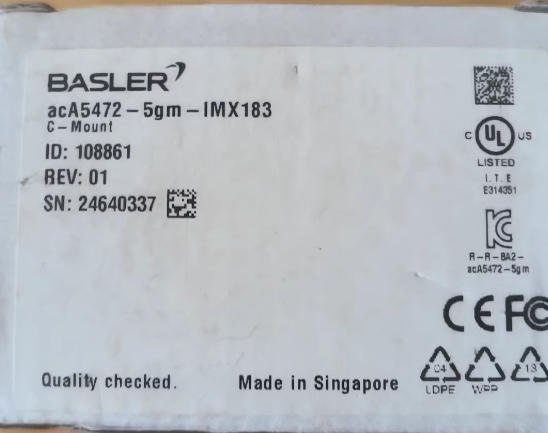 BASLER
acA5472-5gm-IMX183
C-Mount
ID: 108861
REV: 01
SN: 24640337
C UL US
LISTED
I.T.E
E314351
R-R-BA2-
acA5472-5gm
CE FC
04
13
LDPE
Quality checked.
Made in Singapore